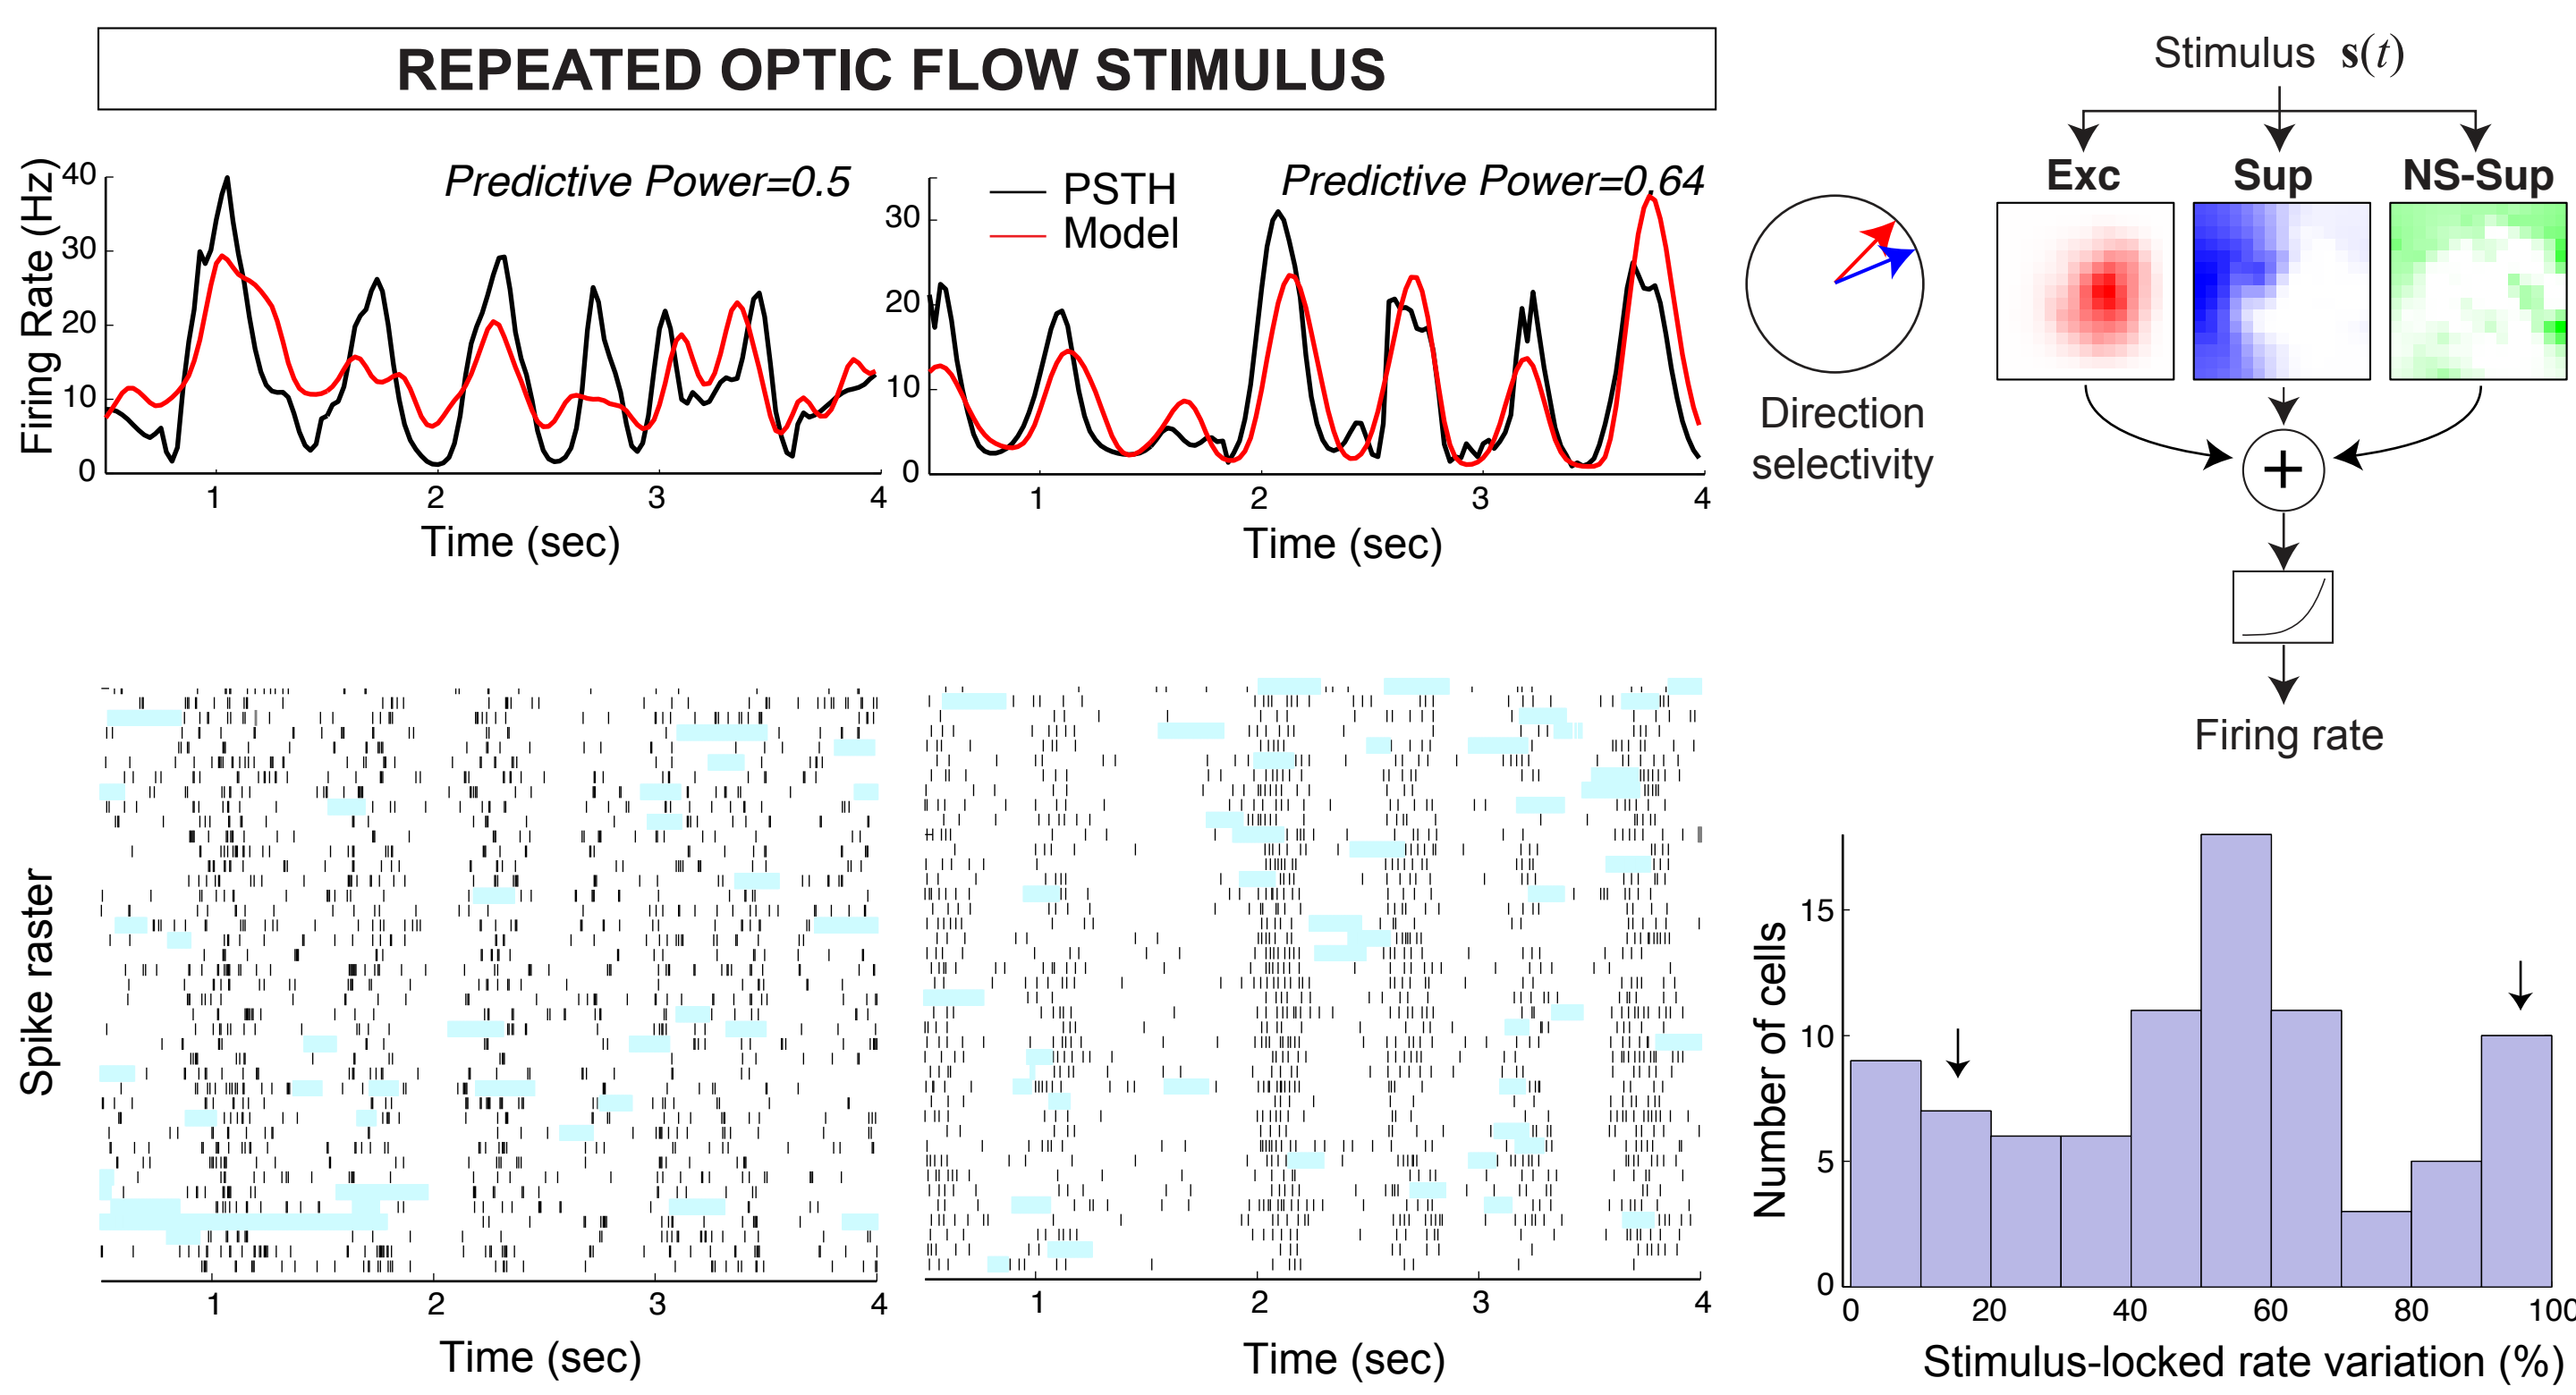 REPEATED OPTIC FLOW STIMULUS
Firing Rate (Hz)
40
30
20
10
0
Predictive Power=0.5
1
2
3
4
Time (sec)
30
20
10
0
PSTH
Model
Predictive Power=0.64
1
2
3
4
Time (sec)
Direction
selectivity
Stimulus s(t)
Exc
Sup
NS-Sup
+
Firing rate
Spike raster
1
2
3
4
Time (sec)
1
2
3
4
Time (sec)
Number of cells
15
10
5
0
0
20
40
60
80
100
Stimulus-locked rate variation (%)